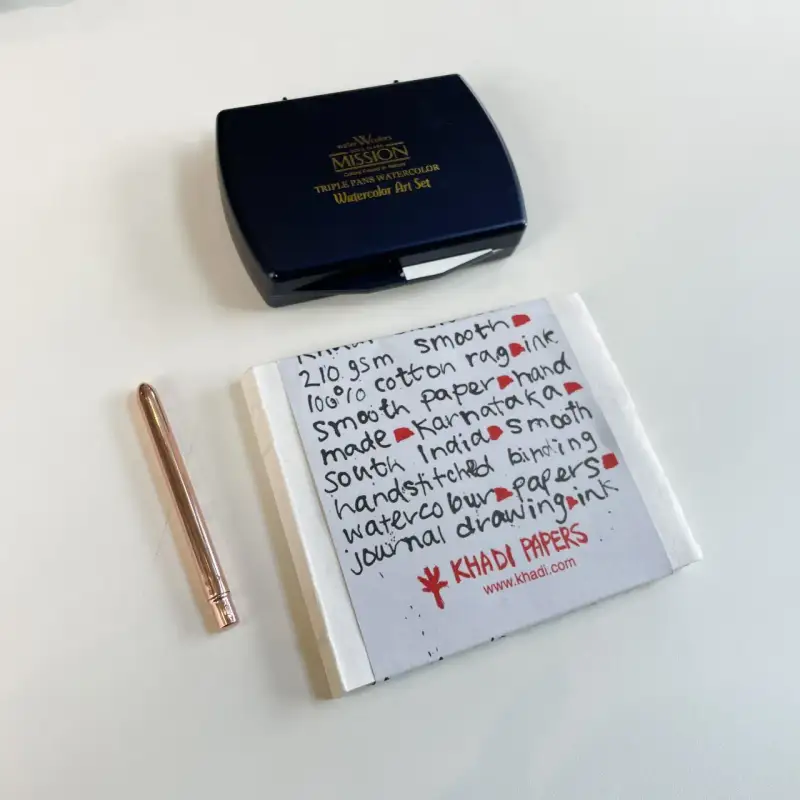 MISSION
TRIPLE PANS WATERCOLOR
Watercolor Art Set
210 gsm smooth
100% cotton rag ink
smooth paper hand
made Karnataka
South India smooth
handstitched binding
watercolour papers
journal drawing ink
KHADI PAPERS
www.khadi.com